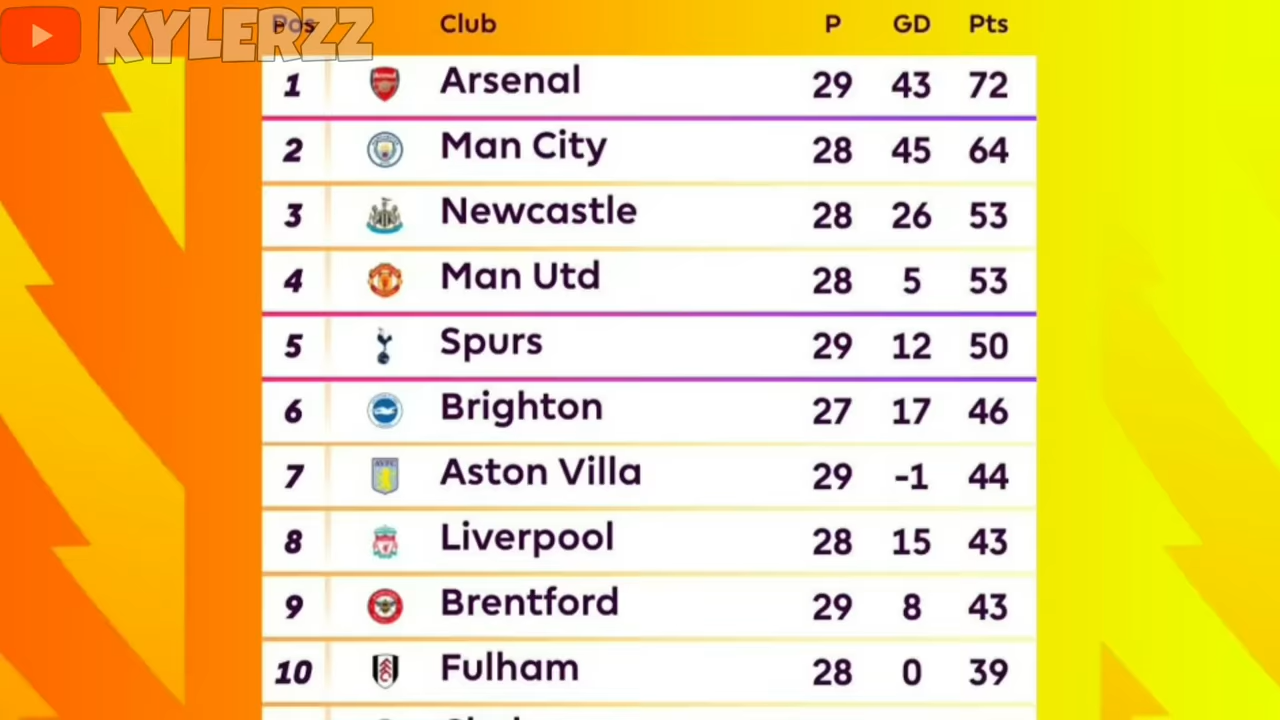 KYLERZZ
Pos Club P GD Pts
1 Arsenal 29 43 72
2 Man City 28 45 64
3 Newcastle 28 26 53
4 Man Utd 28 5 53
5 Spurs 29 12 50
6 Brighton 27 17 46
7 Aston Villa 29 -1 44
8 Liverpool 28 15 43
9 Brentford 29 8 43
10 Fulham 28 0 39